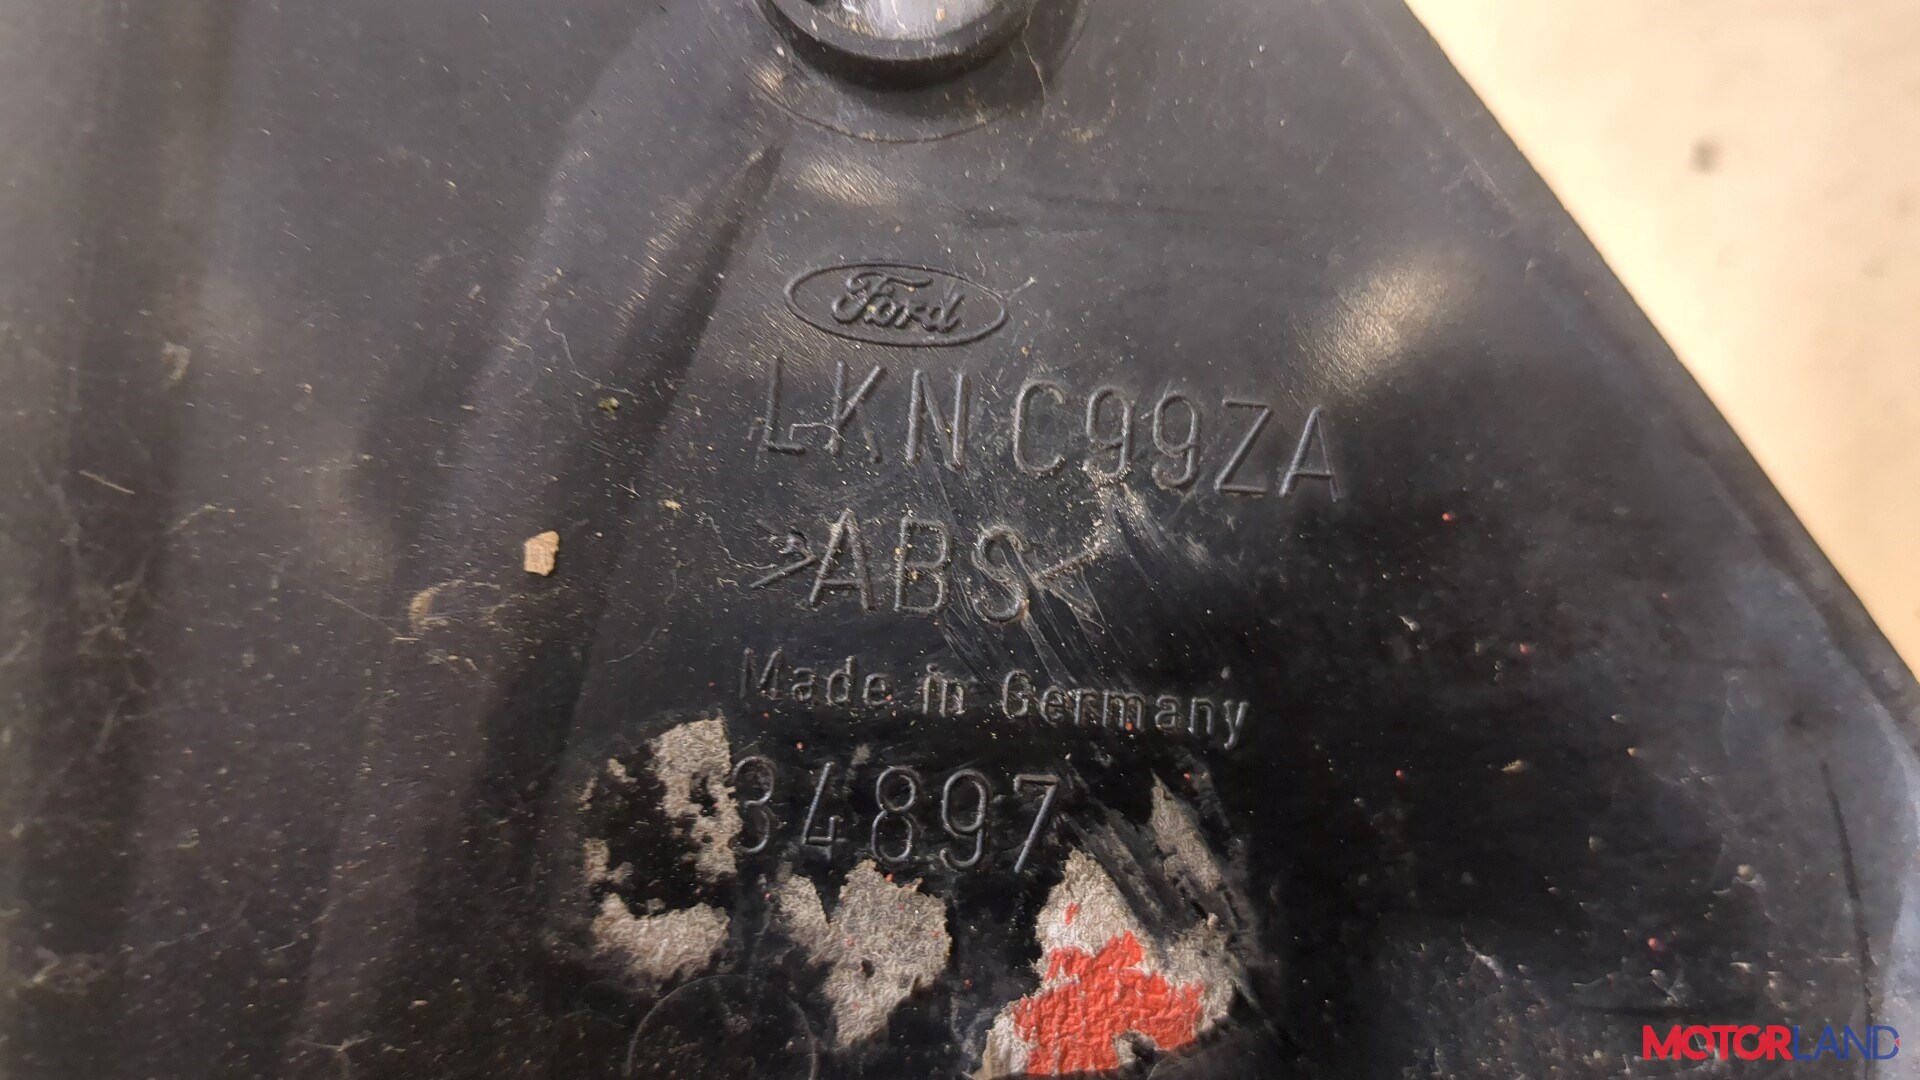 Ford
LKN C99ZA
>ABS<
Made in Germany
34897
MOTORLAND